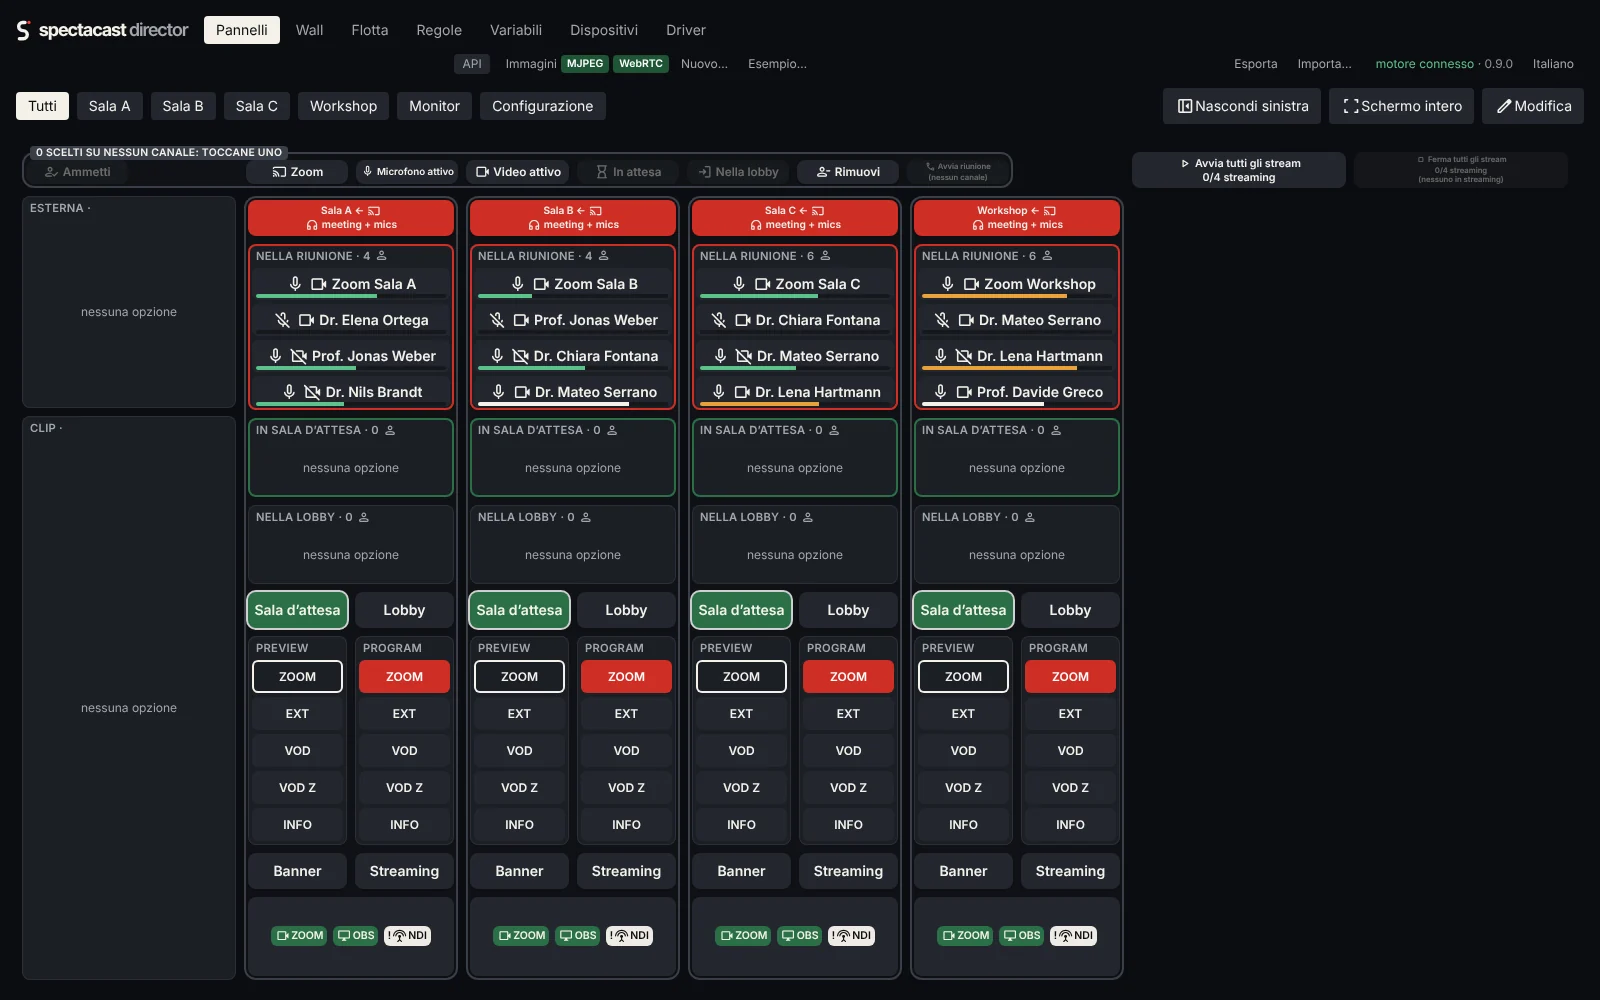 spectacast director
Pannelli
Wall
Flotta
Regole
Variabili
Dispositivi
Driver
API
Immagini
MJPEG
WebRTC
Nuovo...
Esempio...
Esporta
Importa...
motore connesso · 0.9.0
Italiano
Tutti
Sala A
Sala B
Sala C
Workshop
Monitor
Configurazione
Nascondi sinistra
Schermo intero
Modifica
0 SCELTI SU NESSUN CANALE: TOCCANE UNO
Ammetti
Zoom
Microfono attivo
Video attivo
In attesa
Nella lobby
Rimuovi
Avvia riunione
(nessun canale)
Avvia tutti gli stream
0/4 streaming
Ferma tutti gli stream
0/4 streaming
(nessuno in streaming)
ESTERNA ·
nessuna opzione
CLIP ·
nessuna opzione
Sala A ←
meeting + mics
NELLA RIUNIONE · 4
Zoom Sala A
Dr. Elena Ortega
Prof. Jonas Weber
Dr. Nils Brandt
IN SALA D'ATTESA · 0
nessuna opzione
NELLA LOBBY · 0
nessuna opzione
Sala d'attesa
Lobby
PREVIEW
PROGRAM
ZOOM
ZOOM
EXT
EXT
VOD
VOD
VOD Z
VOD Z
INFO
INFO
Banner
Streaming
ZOOM
OBS
! NDI
Sala B ←
meeting + mics
NELLA RIUNIONE · 4
Zoom Sala B
Prof. Jonas Weber
Dr. Chiara Fontana
Dr. Mateo Serrano
IN SALA D'ATTESA · 0
nessuna opzione
NELLA LOBBY · 0
nessuna opzione
Sala d'attesa
Lobby
PREVIEW
PROGRAM
ZOOM
ZOOM
EXT
EXT
VOD
VOD
VOD Z
VOD Z
INFO
INFO
Banner
Streaming
ZOOM
OBS
! NDI
Sala C ←
meeting + mics
NELLA RIUNIONE · 6
Zoom Sala C
Dr. Chiara Fontana
Dr. Mateo Serrano
Dr. Lena Hartmann
IN SALA D'ATTESA · 0
nessuna opzione
NELLA LOBBY · 0
nessuna opzione
Sala d'attesa
Lobby
PREVIEW
PROGRAM
ZOOM
ZOOM
EXT
EXT
VOD
VOD
VOD Z
VOD Z
INFO
INFO
Banner
Streaming
ZOOM
OBS
! NDI
Workshop ←
meeting + mics
NELLA RIUNIONE · 6
Zoom Workshop
Dr. Mateo Serrano
Dr. Lena Hartmann
Prof. Davide Greco
IN SALA D'ATTESA · 0
nessuna opzione
NELLA LOBBY · 0
nessuna opzione
Sala d'attesa
Lobby
PREVIEW
PROGRAM
ZOOM
ZOOM
EXT
EXT
VOD
VOD
VOD Z
VOD Z
INFO
INFO
Banner
Streaming
ZOOM
OBS
! NDI